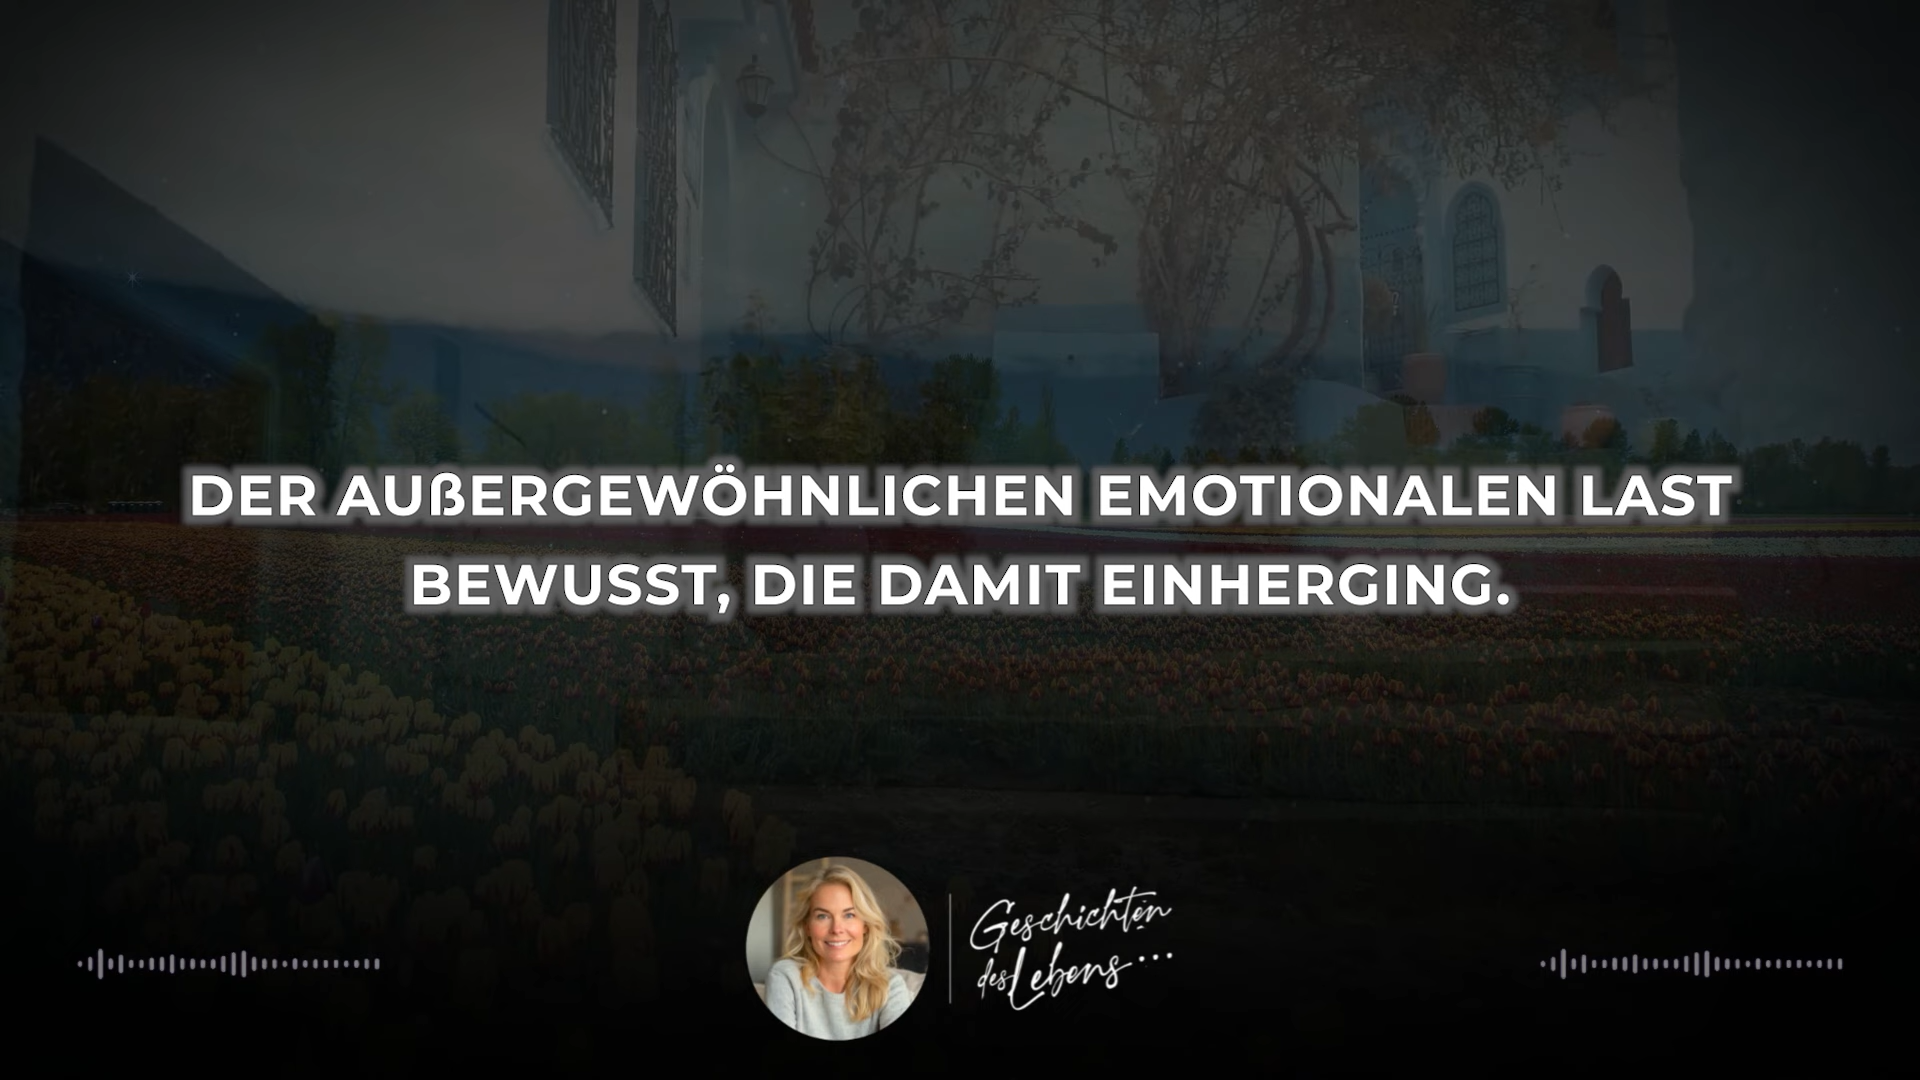 DER AUßERGEWÖHNLICHEN EMOTIONALEN LAST
BEWUSST, DIE DAMIT EINHERGING.
Geschichten
des Lebens...